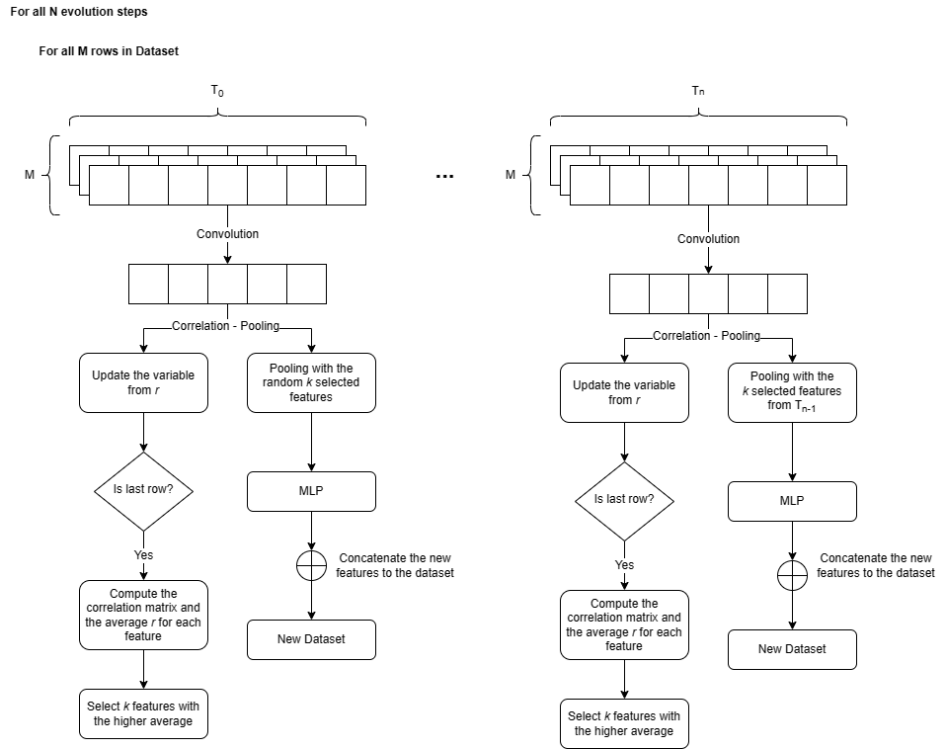 For all N evolution steps
For all M rows in Dataset
T0
M
Convolution
Correlation - Pooling
Update the variable
from r
Pooling with the
random k selected
features
Is last row?
MLP
Yes
Concatenate the new
features to the dataset
Compute the
correlation matrix and
the average r for each
feature
New Dataset
Select k features with
the higher average
...
Tn
M
Convolution
Correlation - Pooling
Update the variable
from r
Pooling with the
k selected features
from Tn-1
Is last row?
MLP
Yes
Concatenate the new
features to the dataset
Compute the
correlation matrix and
the average r for each
feature
New Dataset
Select k features with
the higher average